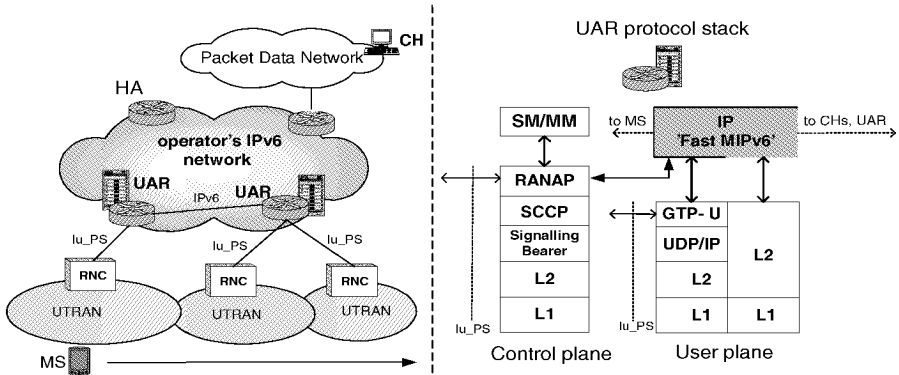 CH
Packet Data Network
HA
operator's IPv6
network
UAR
IPv6
UAR
Iu_PS
Iu_PS
Iu_PS
RNC
RNC
RNC
UTRAN
UTRAN
UTRAN
MS
UAR protocol stack
SM/MM
to MS
IP
'Fast MIPv6'
to CHs, UAR
RANAP
SCCP
Signalling
Bearer
L2
L1
Iu_PS
Control plane
GTP- U
UDP/IP
L2
L2
L1
L1
Iu_PS
User plane